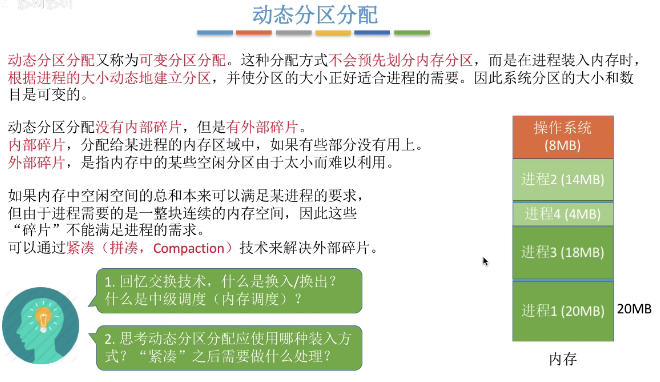 动态分区分配
动态分区分配又称为可变分区分配。这种分配方式不会预先划分内存分区，而是在进程装入内存时，
根据进程的大小动态地建立分区，并使分区的大小正好适合进程的需要。因此系统分区的大小和数
目是可变的。
动态分区分配没有内部碎片，但是有外部碎片。
内部碎片，分配给某进程的内存区域中，如果有些部分没有用上。
外部碎片，是指内存中的某些空闲分区由于太小而难以利用。
如果内存中空闲空间的总和本来可以满足某进程的要求，
但由于进程需要的是一整块连续的内存空间，因此这些
“碎片”不能满足进程的需求。
可以通过紧凑（拼凑，Compaction）技术来解决外部碎片。
1. 回忆交换技术，什么是换入/换出？
什么是中级调度（内存调度）？
2. 思考动态分区分配应使用哪种装入方
式？“紧凑”之后需要做什么处理？
操作系统
(8MB)
进程2 (14MB)
进程4 (4MB)
进程3 (18MB)
进程1 (20MB)
20MB
内存